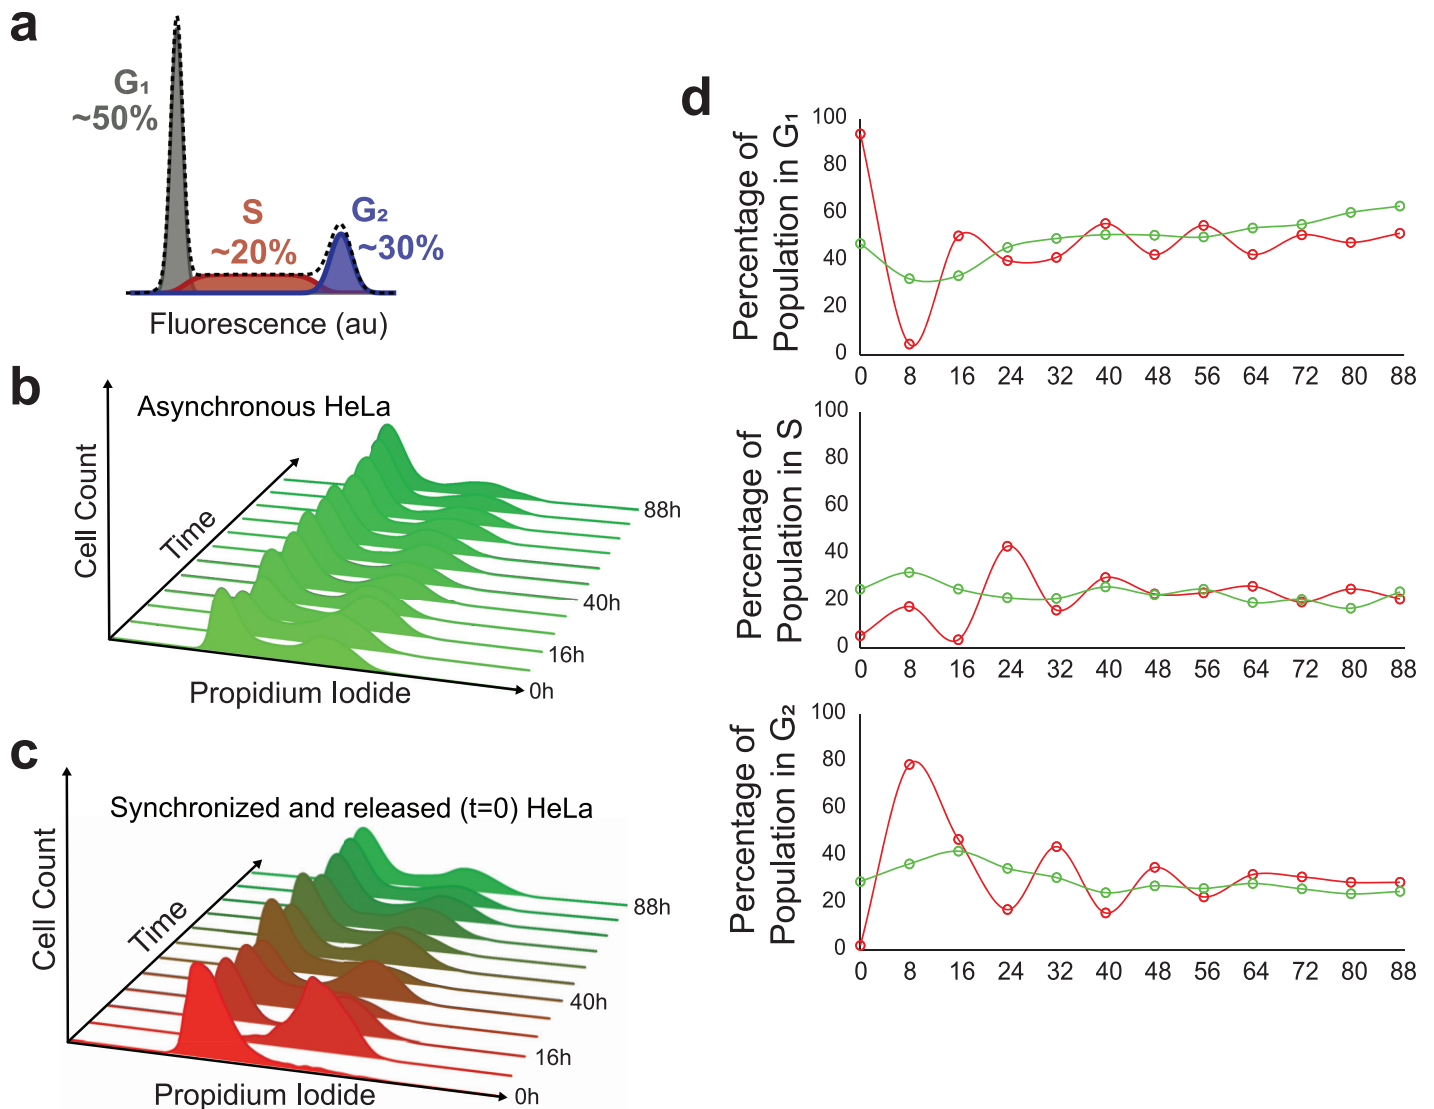 a
G₁
~50%
S
~20%
G₂
~30%
Fluorescence (au)
b
Asynchronous HeLa
Cell Count
Time
88h
40h
16h
0h
Propidium Iodide
c
Synchronized and released (t=0) HeLa
Cell Count
Time
88h
40h
16h
0h
Propidium Iodide
d
Percentage of
Population in G₁
100
80
60
40
20
0
0 8 16 24 32 40 48 56 64 72 80 88
Percentage of
Population in S
100
80
60
40
20
0
0 8 16 24 32 40 48 56 64 72 80 88
Percentage of
Population in G₂
100
80
60
40
20
0
0 8 16 24 32 40 48 56 64 72 80 88